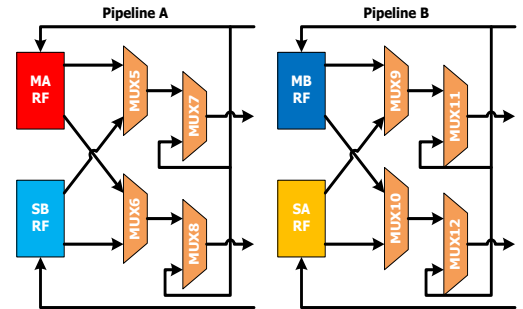 Pipeline A
Pipeline B
MA
RF
MUX5
MUX7
MB
RF
MUX9
MUX11
SB
RF
MUX6
MUX8
SA
RF
MUX10
MUX12